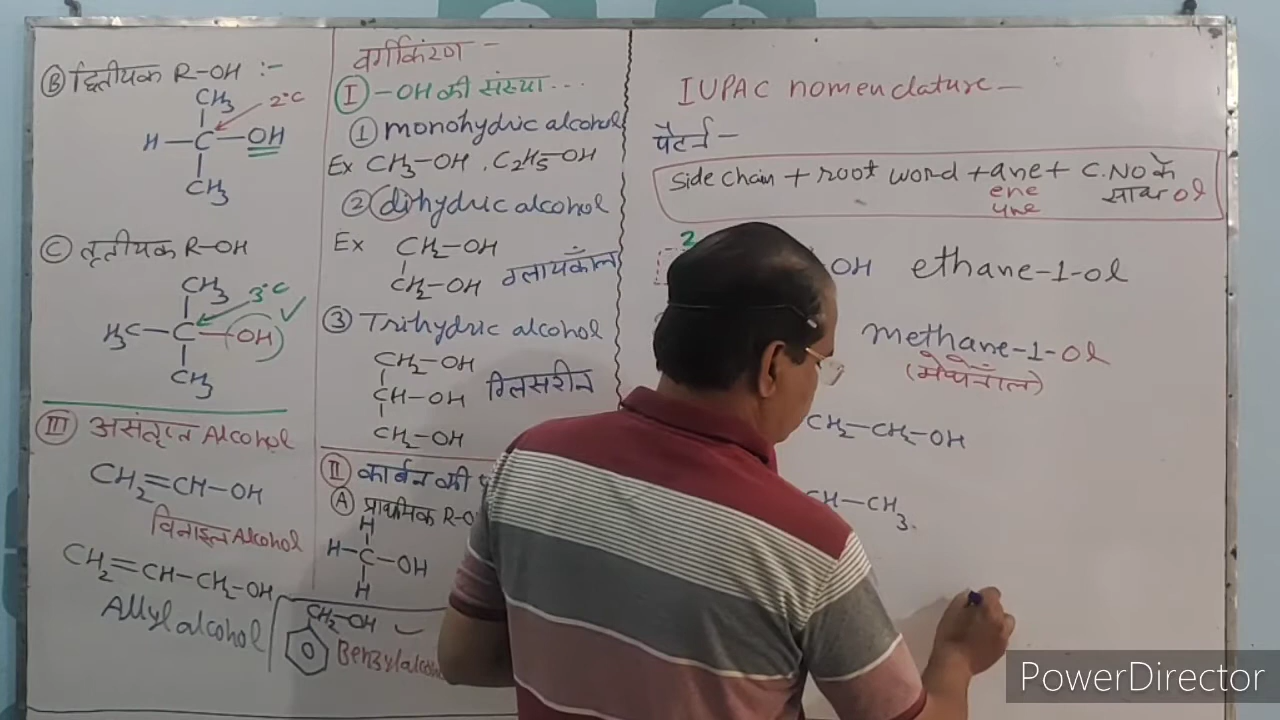 Ⓑ द्वितीयक R-OH :-
CH3
2°C
H-C-OH
CH3
Ⓒ तृतीयक R-OH
CH3
3°C
H3C-C-OH
CH3
Ⅲ असंतृप्त Alcohol
CH2=CH-OH
विनाइल Alcohol
CH2=CH-CH2-OH
Allyl alcohol
वर्गीकरण -
Ⅰ -OH की संख्या ...
① monohydric alcohol
Ex CH3-OH, C2H5-OH
② dihydric alcohol
Ex CH2-OH
CH2-OH ग्लायकॉल
③ Trihydric alcohol
CH2-OH
CH-OH ग्लिसरीन
CH2-OH
Ⅱ कार्बन की
Ⓐ प्राथमिक
H
H-C-OH
H
CH2-OH
Benzyl
IUPAC nomenclature -
पैटर्न -
Side chain + root word + ane + C.No के
ene साथ ol
yne
2
OH ethane-1-ol
methane-1-ol
(मेथेनॉल)
CH2-CH2-OH
CH-CH3
PowerDirector